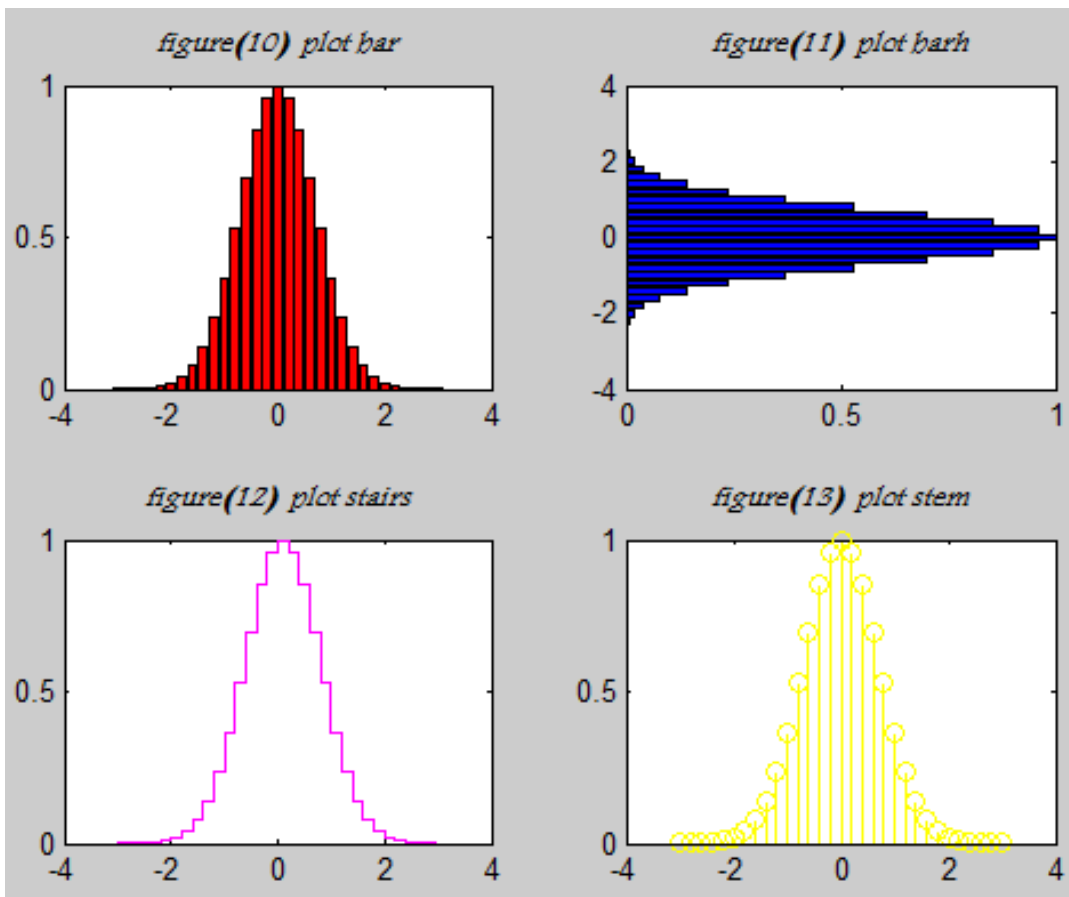 figure(10) plot bar
1
0.5
0
-4 -2 0 2 4
figure(11) plot barh
4
2
0
-2
-4
0 0.5 1
figure(12) plot stairs
1
0.5
0
-4 -2 0 2 4
figure(13) plot stem
1
0.5
0
-4 -2 0 2 4